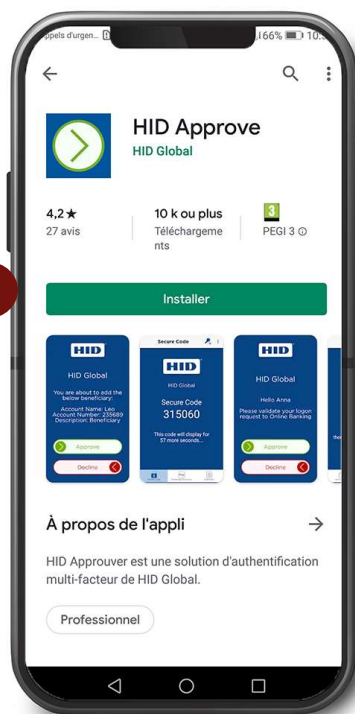 ppels d'urgen...
66%
HID Approve
HID Global
4,2★
27 avis
10 k ou plus
Téléchargeme
nts
3
PEGI 3
Installer
HID
HID Global
You are about to add the
below beneficiary:
Account Name: Leo
Account Number: 235689
Description: Beneficiary
Approve
Decline
Secure Code
HID
HID Global
Secure Code
315060
This code will display for
57 more seconds...
HID
HID Global
Hello Anna
Please validate your logon
request to Online Banking
Approve
Decline
À propos de l'appli
HID Approuver est une solution d'authentification
multi-facteur de HID Global.
Professionnel